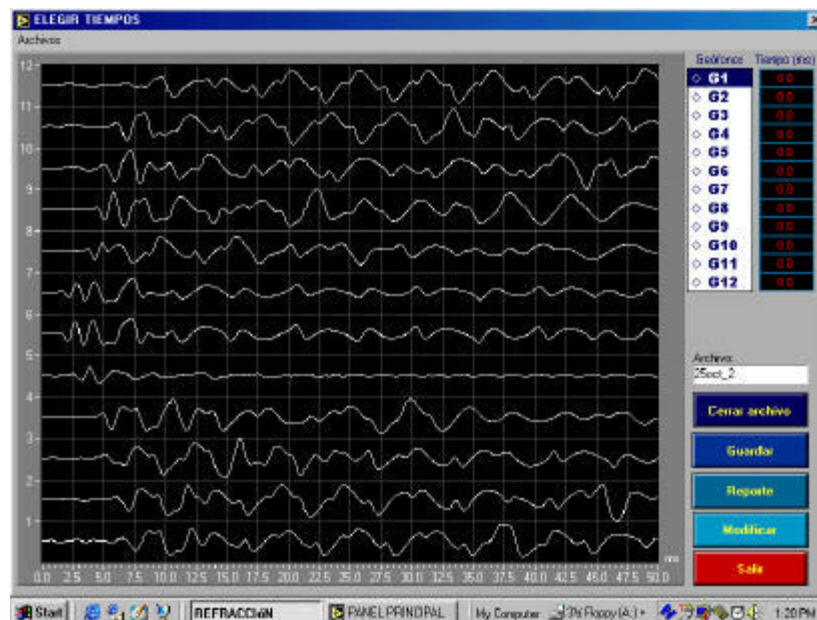 ELEGIR TIEMPOS
Archivos
Geófonos Tiempo (ms)
12
11
10
9
8
7
6
5
4
3
2
1
G1 0.0
G2 0.0
G3 0.0
G4 0.0
G5 0.0
G6 0.0
G7 0.0
G8 0.0
G9 0.0
G10 0.0
G11 0.0
G12 0.0
Archivo
25oct_2
Cerrar archivo
Guardar
Reporte
Modificar
Salir
ms
0.0 2.5 5.0 7.5 10.0 12.5 15.0 17.5 20.0 22.5 25.0 27.5 30.0 32.5 35.0 37.5 40.0 42.5 45.0 47.5 50.0
Start REFRACCIóN PANEL PRINCIPAL My Computer 3½ Floppy (A:) 1:20 PM